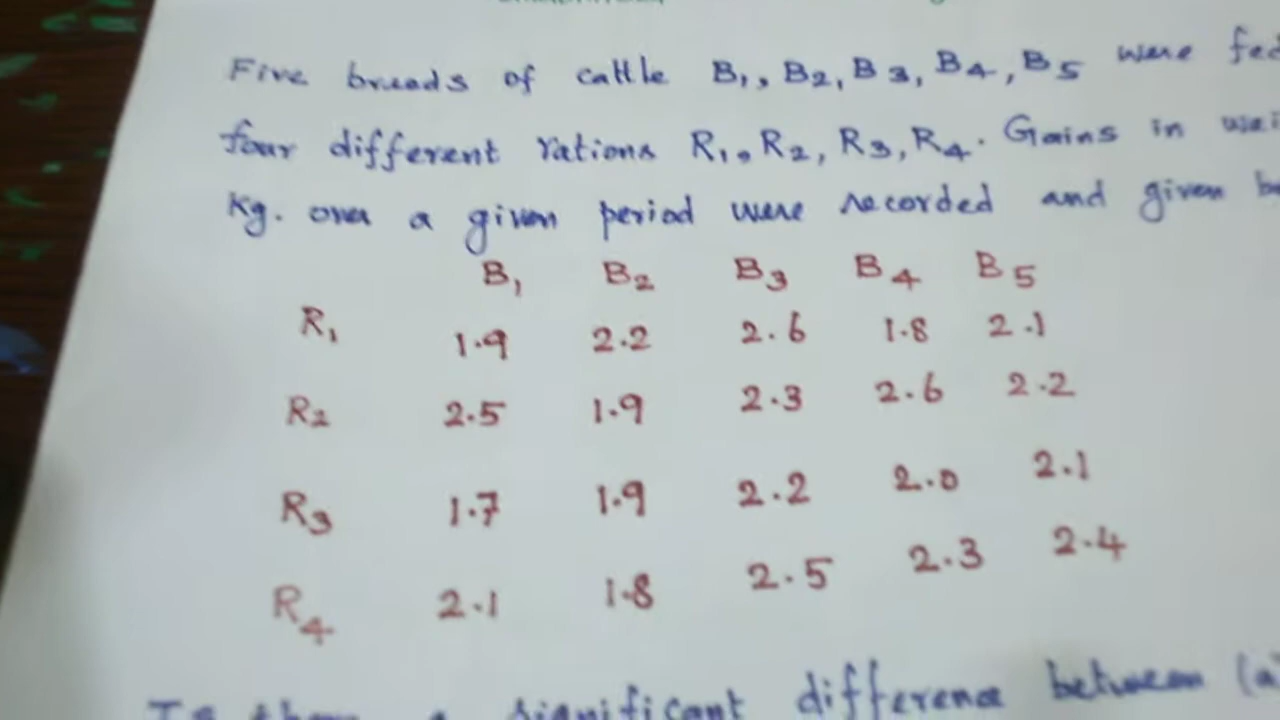 Five breeds of cattle B1, B2, B3, B4, B5 were
four different rations R1, R2, R3, R4. Gains in
Kg. over a given period were recorded and given
B1 B2 B3 B4 B5
R1 1.9 2.2 2.6 1.8 2.1
R2 2.5 1.9 2.3 2.6 2.2
R3 1.7 1.9 2.2 2.0 2.1
R4 2.1 1.8 2.5 2.3 2.4
significant difference between (a)